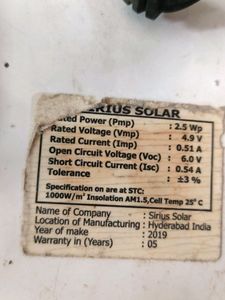 SIRIUS SOLAR
Rated Power (Pmp) : 2.5 Wp
Rated Voltage (Vmp) : 4.9 V
Rated Current (Imp) : 0.51 A
Open Circuit Voltage (Voc) : 6.0 V
Short Circuit Current (Isc) : 0.54 A
Tolerance : ±3 %
Specification on are at STC:
1000W/m² Insolation AM1.5,Cell Temp 25° C
Name of Company : Sirius Solar
Location of Manufacturing : Hyderabad India
Year of make : 2019
Warranty in (Years) : 05